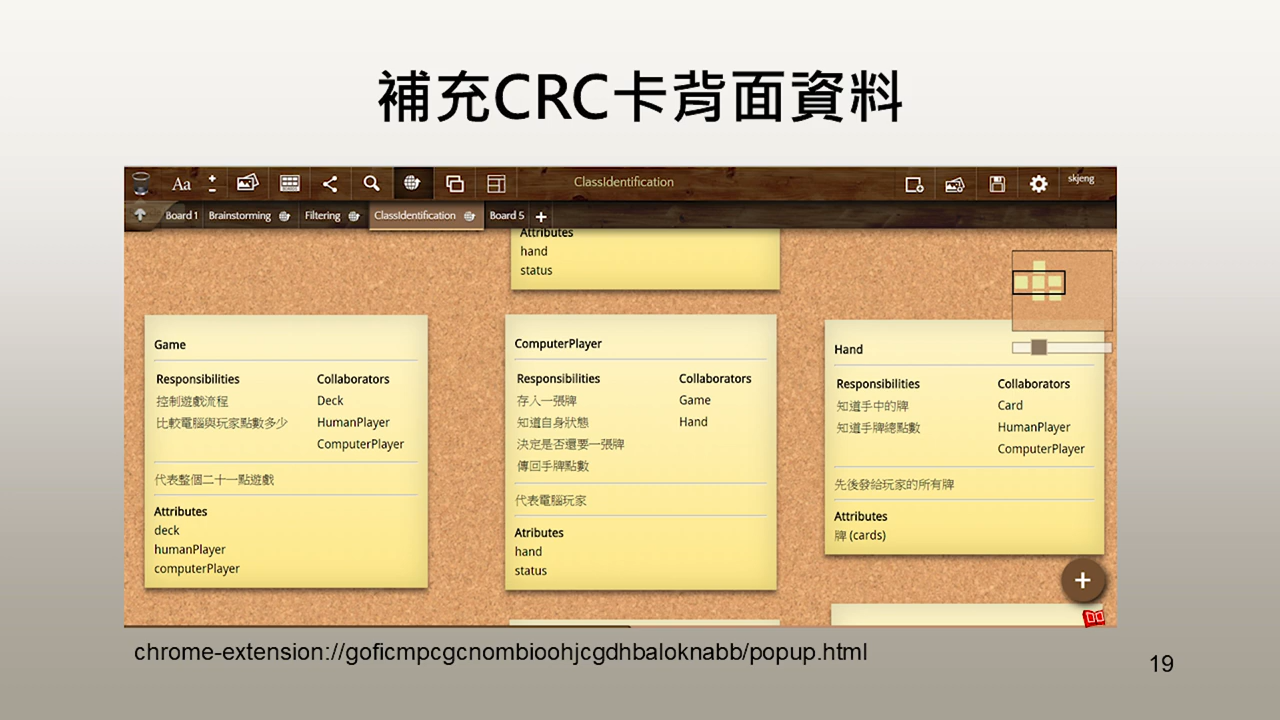 補充CRC卡背面資料
Aa
ClassIdentification
skjeng
Board 1 Brainstorming Filtering ClassIdentification Board 5
Attributes
hand
status
Game
Responsibilities Collaborators
控制遊戲流程 Deck
比較電腦與玩家點數多少 HumanPlayer
ComputerPlayer
代表整個二十一點遊戲
Attributes
deck
humanPlayer
computerPlayer
ComputerPlayer
Responsibilities Collaborators
存入一張牌 Game
知道自身狀態 Hand
決定是否還要一張牌
傳回手牌點數
代表電腦玩家
Atributes
hand
status
Hand
Responsibilities Collaborators
知道手中的牌 Card
知道手牌總點數 HumanPlayer
ComputerPlayer
先後發給玩家的所有牌
Attributes
牌 (cards)
chrome-extension://goficmpcgcnombioohjcgdhbaloknabb/popup.html
19